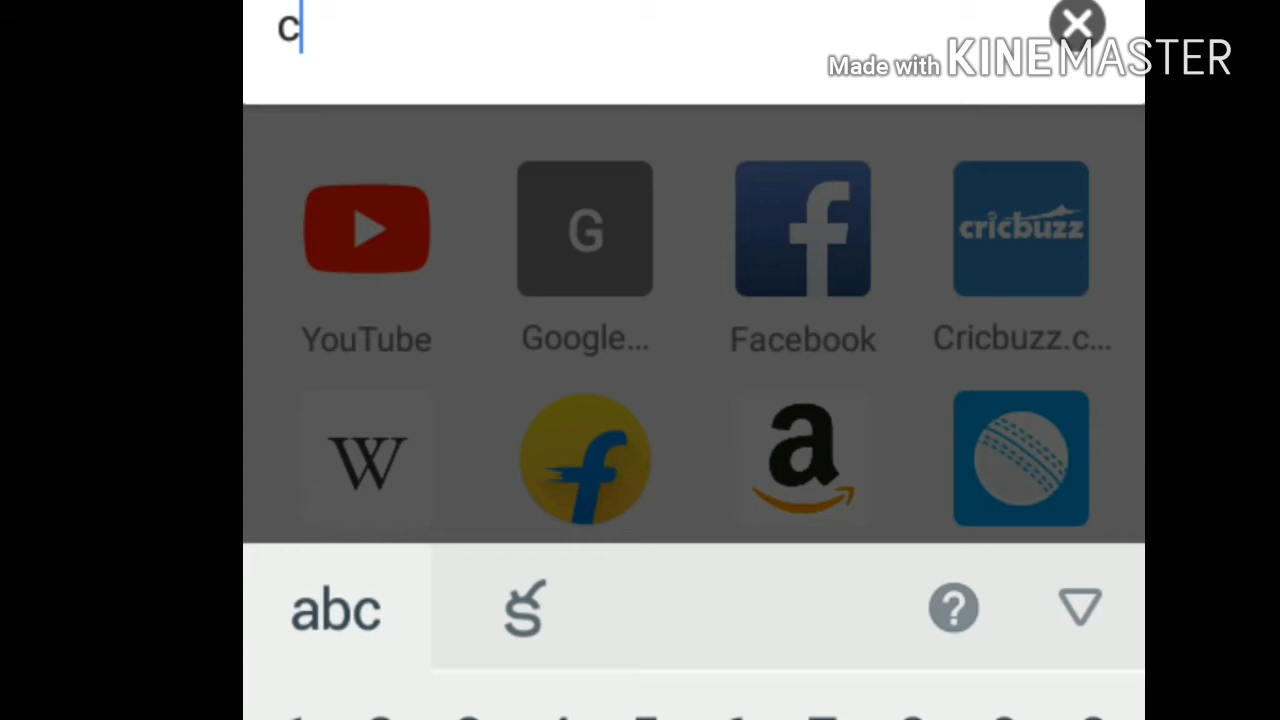 c
Made with KINEMASTER
G
f
cricbuzz
YouTube
Google...
Facebook
Cricbuzz.c...
W
f
a
abc
క
?